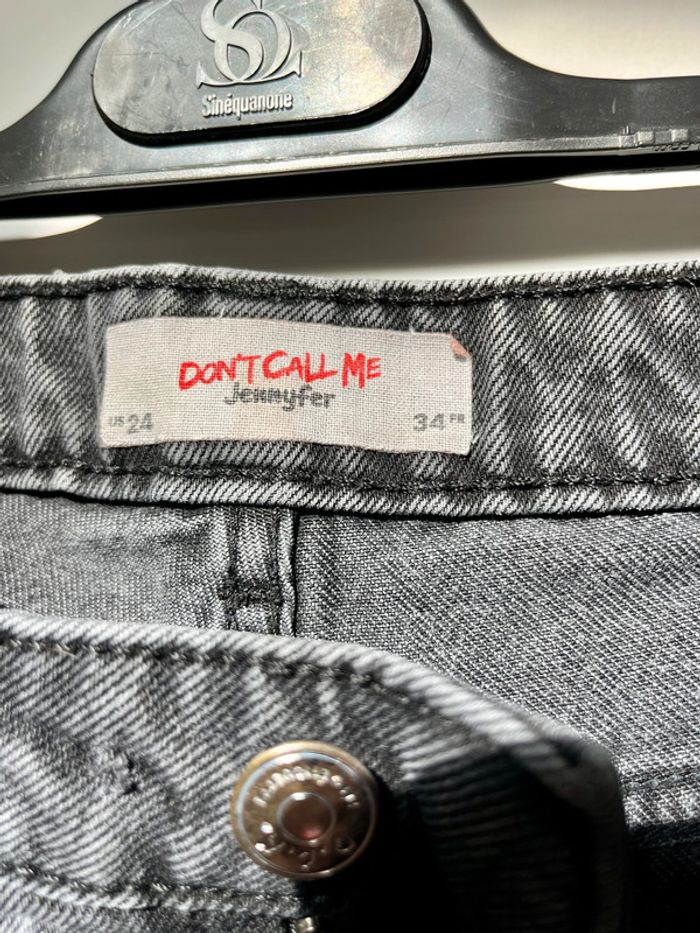 Sinéquanone
DON'T CALL ME
Jennyfer
US 24
34 FR